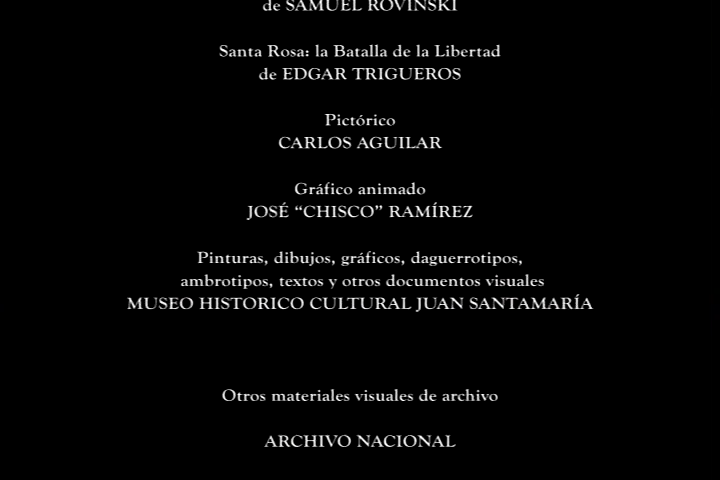 de SAMUEL ROVINSKI
Santa Rosa: la Batalla de la Libertad
de EDGAR TRIGUEROS
Pictórico
CARLOS AGUILAR
Gráfico animado
JOSÉ “CHISCO” RAMÍREZ
Pinturas, dibujos, gráficos, daguerrotipos,
ambrotipos, textos y otros documentos visuales
MUSEO HISTORICO CULTURAL JUAN SANTAMARÍA
Otros materiales visuales de archivo
ARCHIVO NACIONAL